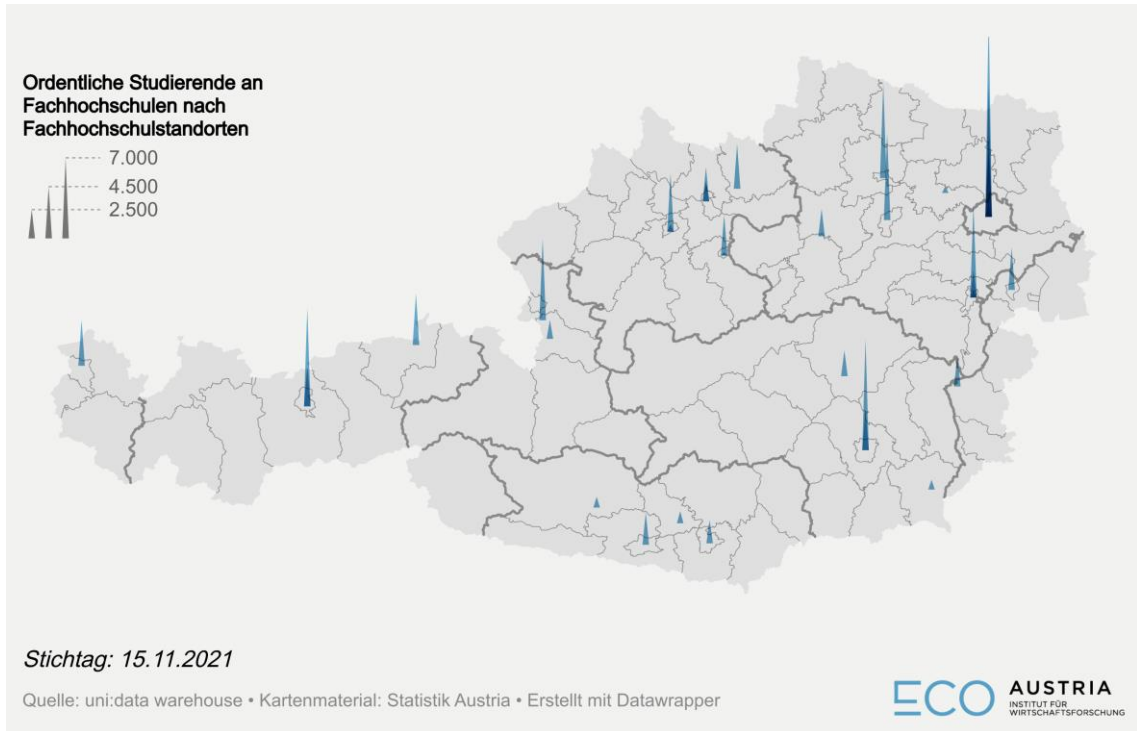 Ordentliche Studierende an
Fachhochschulen nach
Fachhochschulstandorten
7.000
4.500
2.500
Stichtag: 15.11.2021
Quelle: uni:data warehouse • Kartenmaterial: Statistik Austria • Erstellt mit Datawrapper
ECO AUSTRIA
INSTITUT FÜR
WIRTSCHAFTSFORSCHUNG